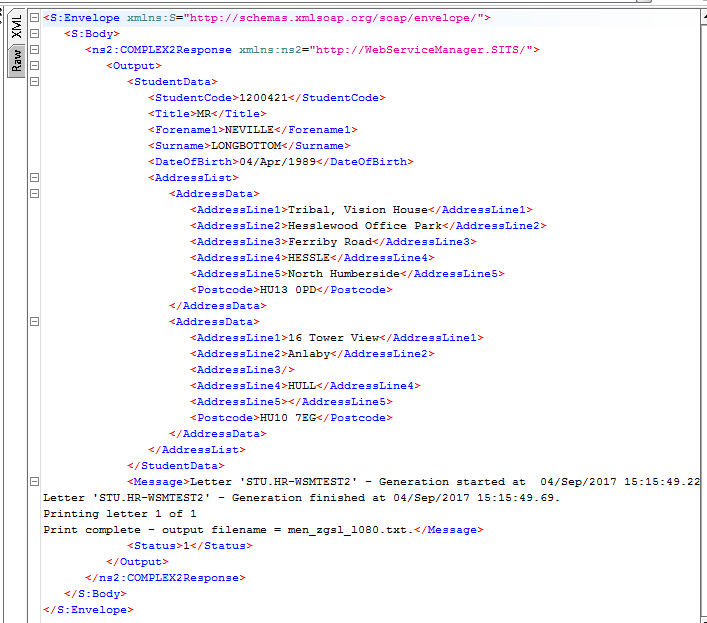 XML
Raw
<S:Envelope xmlns:S="http://schemas.xmlsoap.org/soap/envelope/">
<S:Body>
<ns2:COMPLEX2Response xmlns:ns2="http://WebServiceManager.SITS/">
<Output>
<StudentData>
<StudentCode>1200421</StudentCode>
<Title>MR</Title>
<Forename1>NEVILLE</Forename1>
<Surname>LONGBOTTOM</Surname>
<DateOfBirth>04/Apr/1989</DateOfBirth>
<AddressList>
<AddressData>
<AddressLine1>Tribal, Vision House</AddressLine1>
<AddressLine2>Hesslewood Office Park</AddressLine2>
<AddressLine3>Ferriby Road</AddressLine3>
<AddressLine4>HESSLE</AddressLine4>
<AddressLine5>North Humberside</AddressLine5>
<Postcode>HU13 0PD</Postcode>
</AddressData>
<AddressData>
<AddressLine1>16 Tower View</AddressLine1>
<AddressLine2>Anlaby</AddressLine2>
<AddressLine3/>
<AddressLine4>HULL</AddressLine4>
<AddressLine5></AddressLine5>
<Postcode>HU10 7EG</Postcode>
</AddressData>
</AddressList>
</StudentData>
<Message>Letter 'STU.HR-WSMTEST2' - Generation started at  04/Sep/2017 15:15:49.22
Letter 'STU.HR-WSMTEST2' - Generation finished at 04/Sep/2017 15:15:49.69.
Printing letter 1 of 1
Print complete - output filename = men_zgsl_l080.txt.</Message>
<Status>1</Status>
</Output>
</ns2:COMPLEX2Response>
</S:Body>
</S:Envelope>